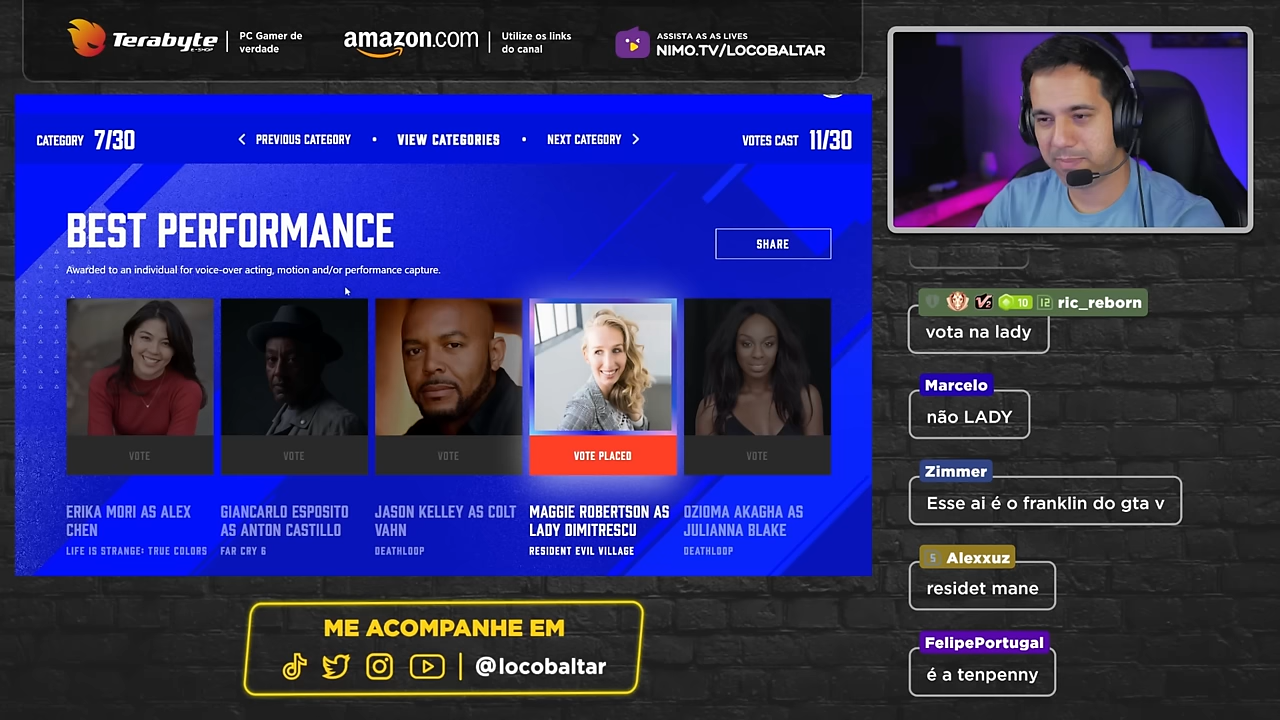 Terabyte
E-SHOP
PC Gamer de
verdade
amazon.com
Utilize os links
do canal
ASSISTA AS AS LIVES
NIMO.TV/LOCOBALTAR
CATEGORY 7/30
PREVIOUS CATEGORY
VIEW CATEGORIES
NEXT CATEGORY
VOTES CAST 11/30
BEST PERFORMANCE
Awarded to an individual for voice-over acting, motion and/or performance capture.
SHARE
VOTE
VOTE
VOTE
VOTE PLACED
VOTE
ERIKA MORI AS ALEX
CHEN
LIFE IS STRANGE: TRUE COLORS
GIANCARLO ESPOSITO
AS ANTON CASTILLO
FAR CRY 6
JASON KELLEY AS COLT
VAHN
DEATHLOOP
MAGGIE ROBERTSON AS
LADY DIMITRESCU
RESIDENT EVIL VILLAGE
OZIOMA AKAGHA AS
JULIANNA BLAKE
DEATHLOOP
ME ACOMPANHE EM
@locobaltar
10 12 ric_reborn
vota na lady
Marcelo
não LADY
Zimmer
Esse ai é o franklin do gta v
S Alexxuz
residet mane
FelipePortugal
é a tenpenny